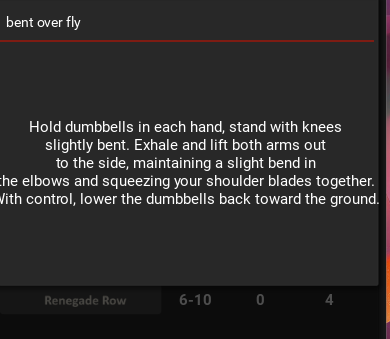 bent over fly
Hold dumbbells in each hand, stand with knees
slightly bent. Exhale and lift both arms out
to the side, maintaining a slight bend in
the elbows and squeezing your shoulder blades together.
With control, lower the dumbbells back toward the ground.
Renegade Row 6-10 0 4